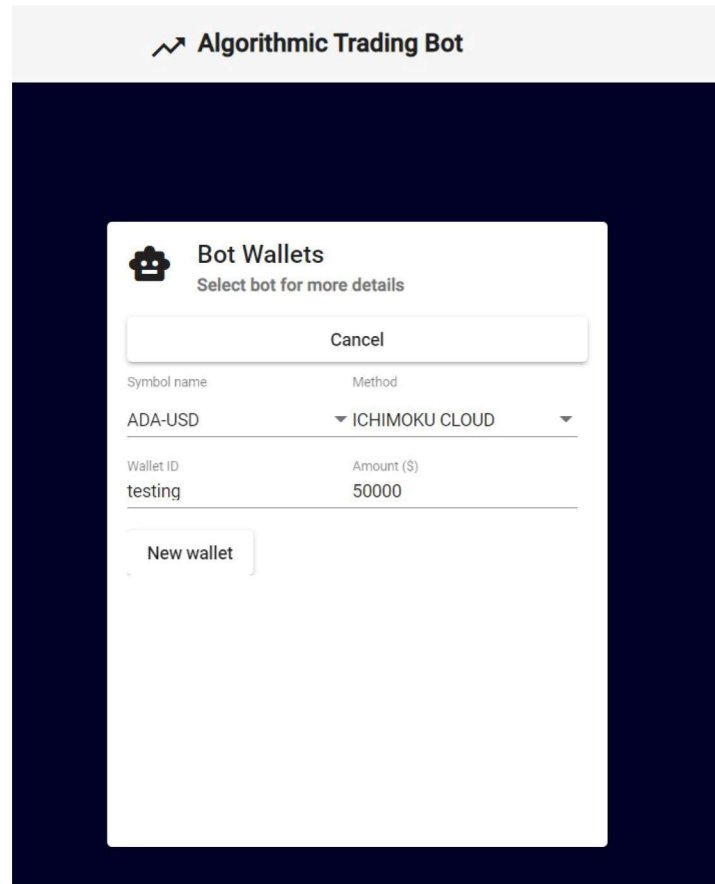 Algorithmic Trading Bot
Bot Wallets
Select bot for more details
Cancel
Symbol name Method
ADA-USD ICHIMOKU CLOUD
Wallet ID Amount ($)
testing 50000
New wallet